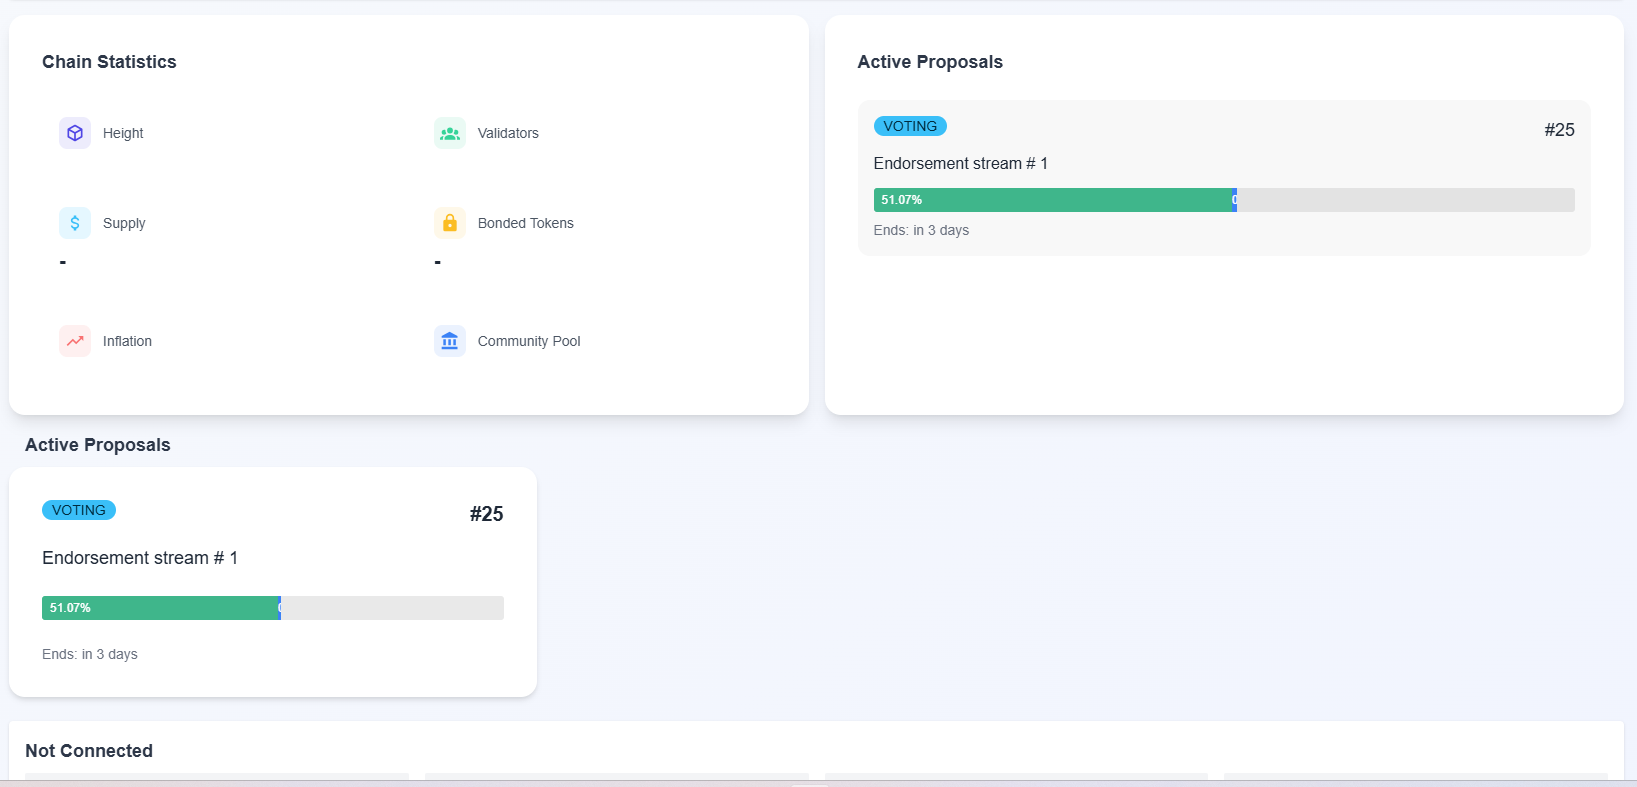 Chain Statistics
Height
Validators
Supply
-
Bonded Tokens
-
Inflation
Community Pool
Active Proposals
VOTING
#25
Endorsement stream # 1
51.07%
Ends: in 3 days
Active Proposals
VOTING
#25
Endorsement stream # 1
51.07%
Ends: in 3 days
Not Connected